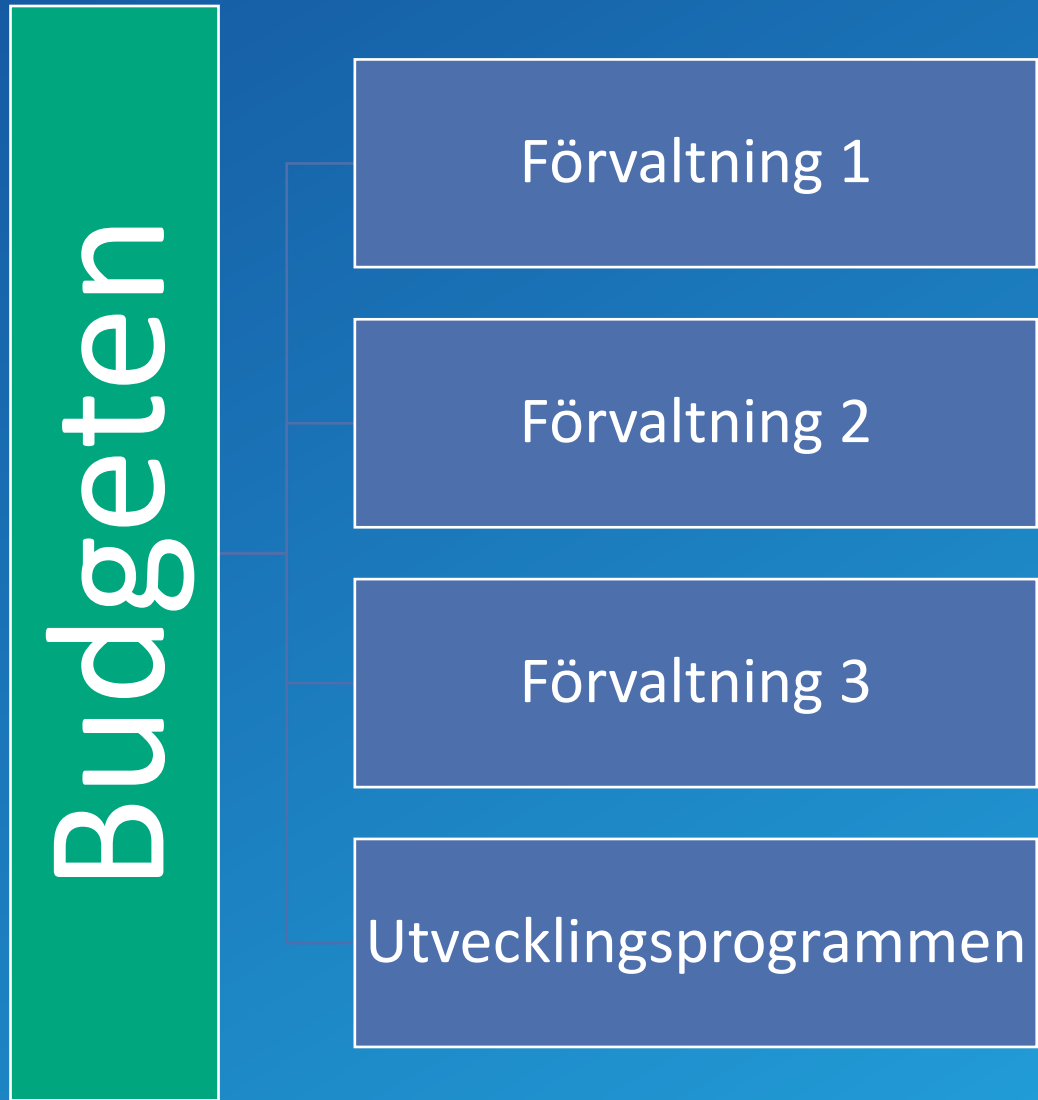 Budgeten
Förvaltning 1
Förvaltning 2
Förvaltning 3
Utvecklingsprogrammen